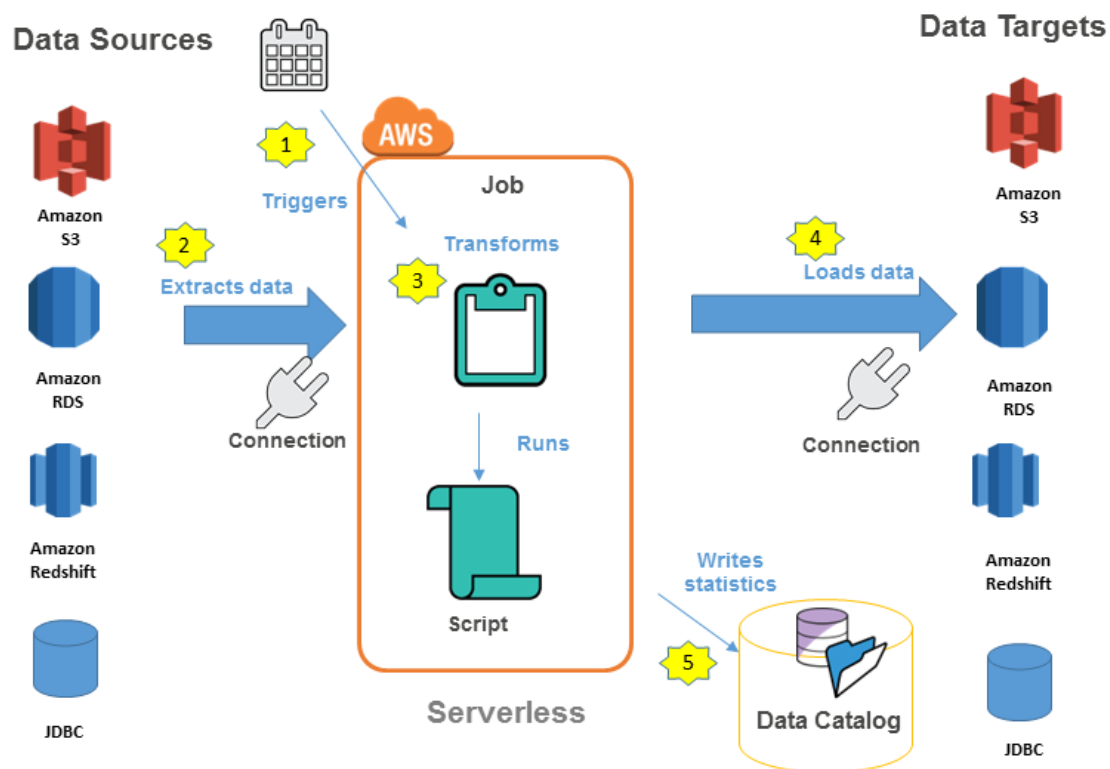 Data Sources
Data Targets
AWS
1
Triggers
Job
Amazon
S3
Amazon
S3
2
Extracts data
Transforms
3
4
Loads data
Amazon
RDS
Connection
Amazon
RDS
Connection
Runs
Amazon
Redshift
Script
Amazon
Redshift
Writes
statistics
5
JDBC
Serverless
Data Catalog
JDBC